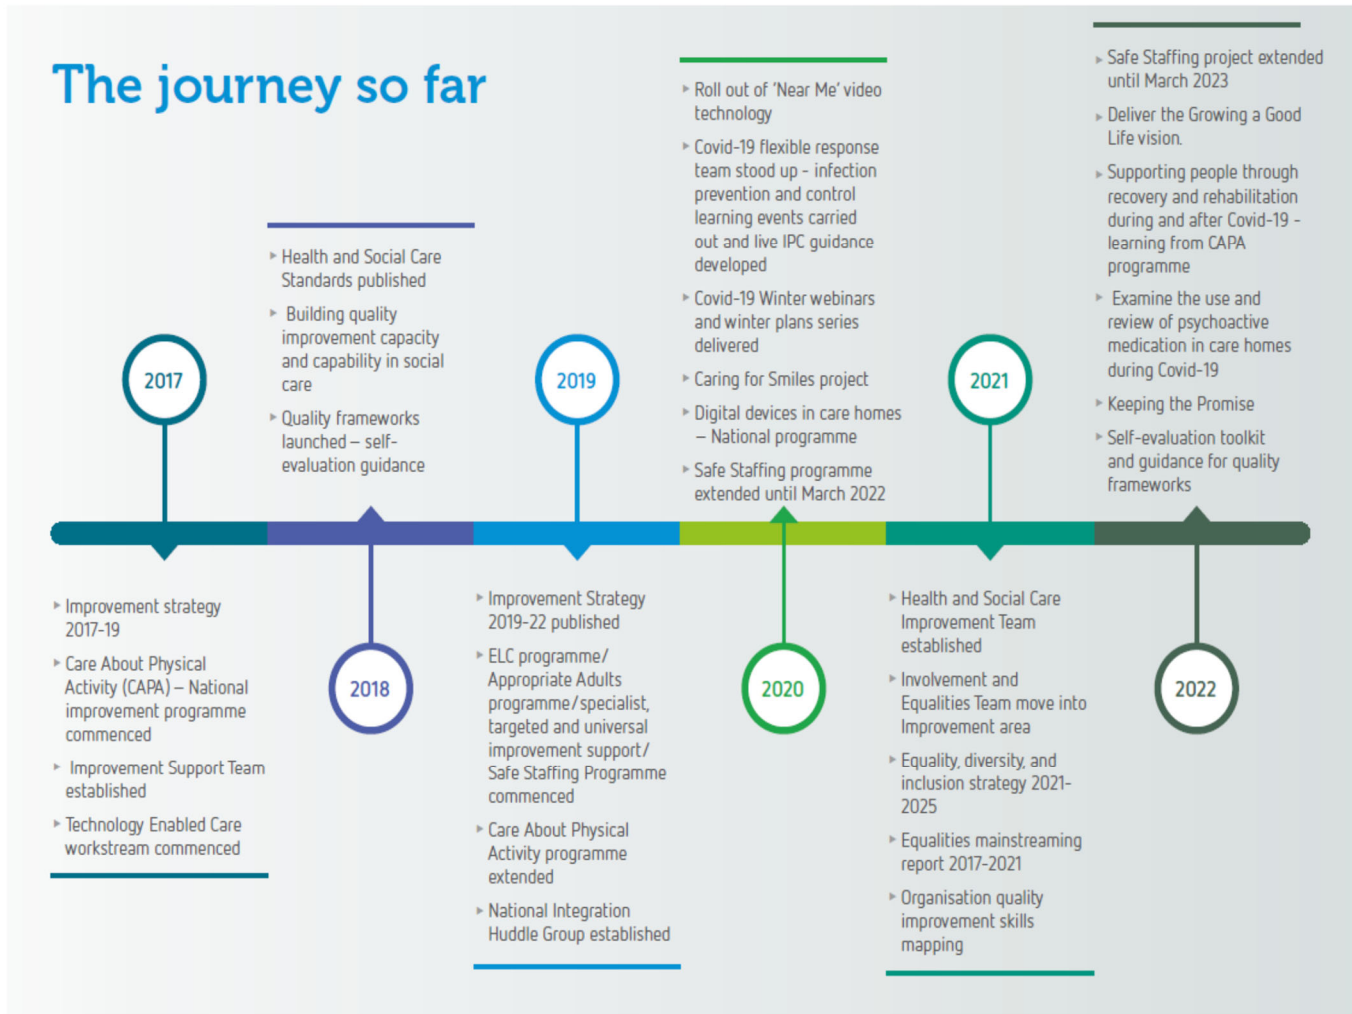 The journey so far
2017
▸ Improvement strategy
2017-19
▸ Care About Physical
Activity (CAPA) – National
improvement programme
commenced
▸ Improvement Support Team
established
▸ Technology Enabled Care
workstream commenced
▸ Health and Social Care
Standards published
▸ Building quality
improvement capacity
and capability in social
care
▸ Quality frameworks
launched – self-
evaluation guidance
2018
2019
▸ Improvement Strategy
2019-22 published
▸ ELC programme/
Appropriate Adults
programme/specialist,
targeted and universal
improvement support/
Safe Staffing Programme
commenced
▸ Care About Physical
Activity programme
extended
▸ National Integration
Huddle Group established
▸ Roll out of ‘Near Me’ video
technology
▸ Covid-19 flexible response
team stood up - infection
prevention and control
learning events carried
out and live IPC guidance
developed
▸ Covid-19 Winter webinars
and winter plans series
delivered
▸ Caring for Smiles project
▸ Digital devices in care homes
– National programme
▸ Safe Staffing programme
extended until March 2022
2020
2021
▸ Health and Social Care
Improvement Team
established
▸ Involvement and
Equalities Team move into
Improvement area
▸ Equality, diversity, and
inclusion strategy 2021-
2025
▸ Equalities mainstreaming
report 2017-2021
▸ Organisation quality
improvement skills
mapping
▸ Safe Staffing project extended
until March 2023
▸ Deliver the Growing a Good
Life vision.
▸ Supporting people through
recovery and rehabilitation
during and after Covid-19 -
learning from CAPA
programme
▸ Examine the use and
review of psychoactive
medication in care homes
during Covid-19
▸ Keeping the Promise
▸ Self-evaluation toolkit
and guidance for quality
frameworks
2022